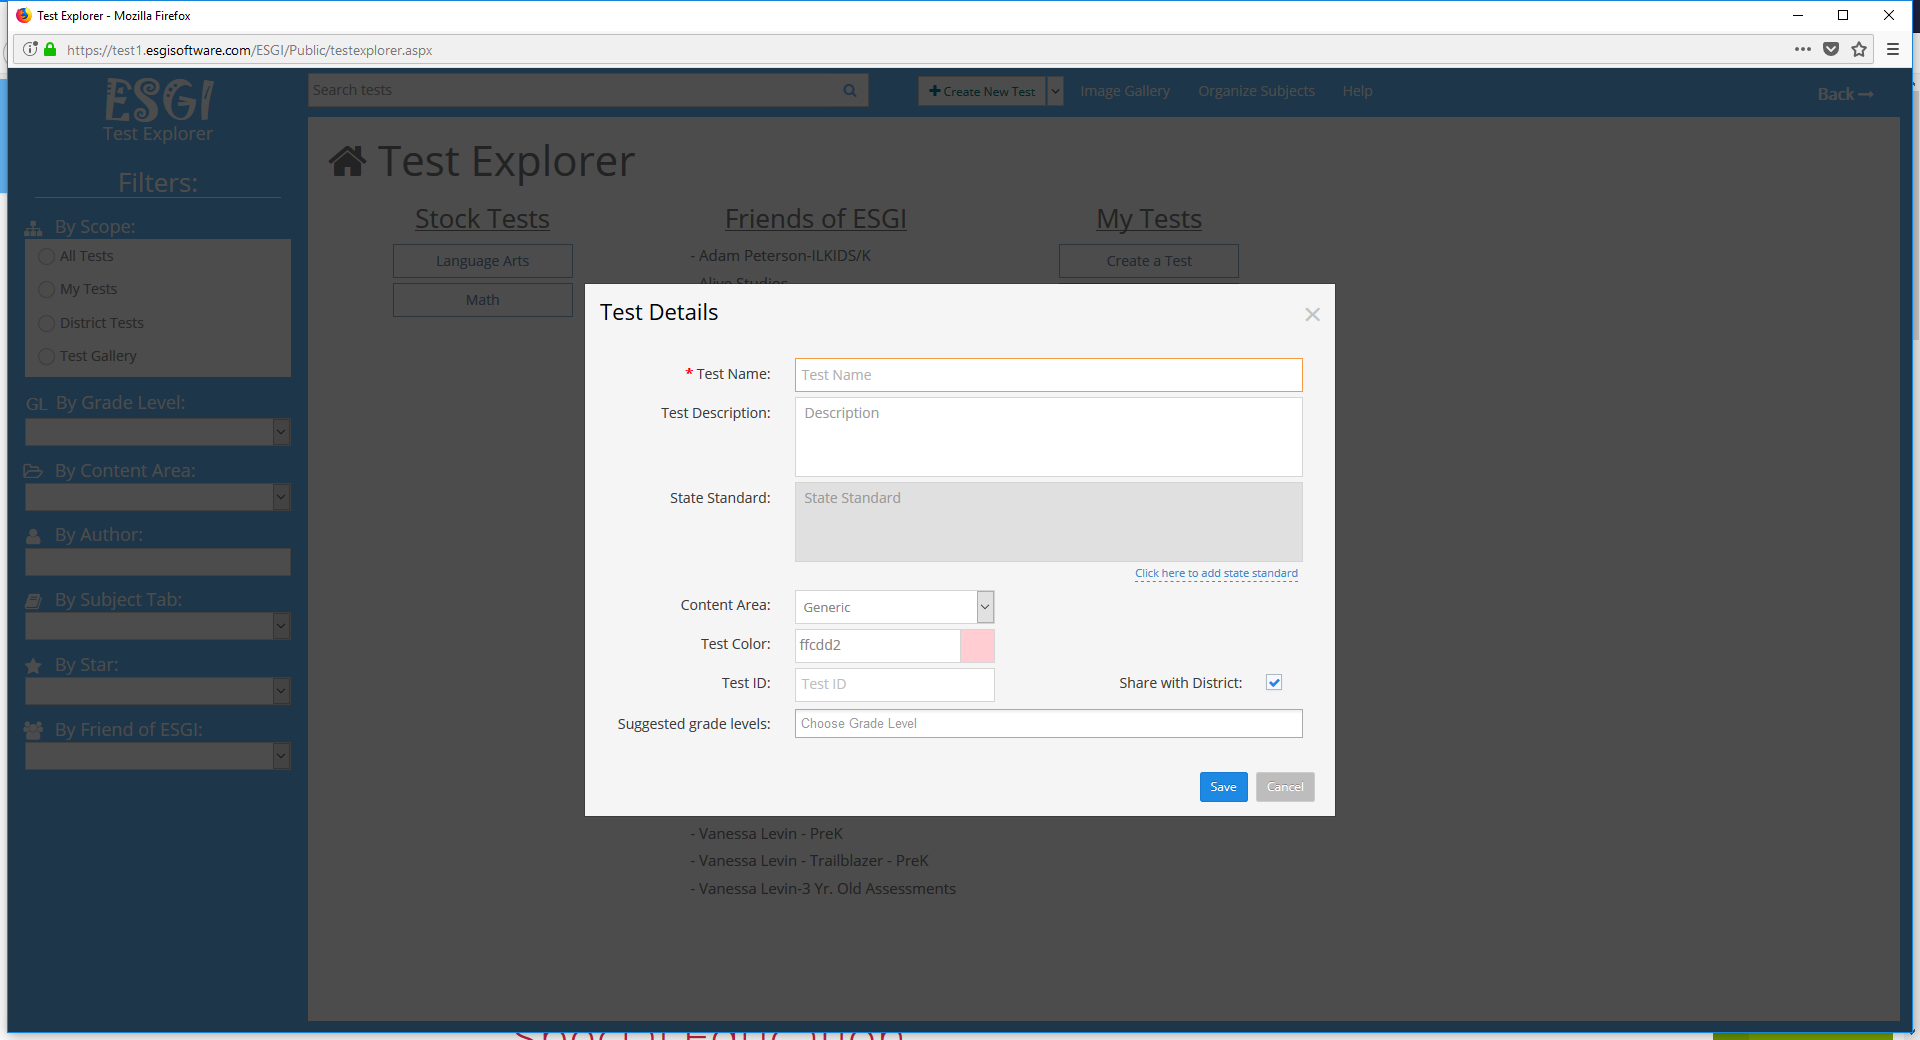 Test Explorer - Mozilla Firefox
https://test1.esgisoftware.com/ESGI/Public/testexplorer.aspx
ESGI
Test Explorer
Search tests
Create New Test
Image Gallery
Organize Subjects
Help
Back
Filters:
By Scope:
All Tests
My Tests
District Tests
Test Gallery
GL By Grade Level:
By Content Area:
By Author:
By Subject Tab:
By Star:
By Friend of ESGI:
Test Explorer
Stock Tests
Language Arts
Math
Friends of ESGI
- Adam Peterson-ILKIDS/K
- Alive Studios
My Tests
Create a Test
Test Details
* Test Name:
Test Name
Test Description:
Description
State Standard:
State Standard
Click here to add state standard
Content Area:
Generic
Test Color:
ffcdd2
Test ID:
Test ID
Share with District:
Suggested grade levels:
Choose Grade Level
Save
Cancel
- Vanessa Levin - PreK
- Vanessa Levin - Trailblazer - PreK
- Vanessa Levin-3 Yr. Old Assessments
Special Education